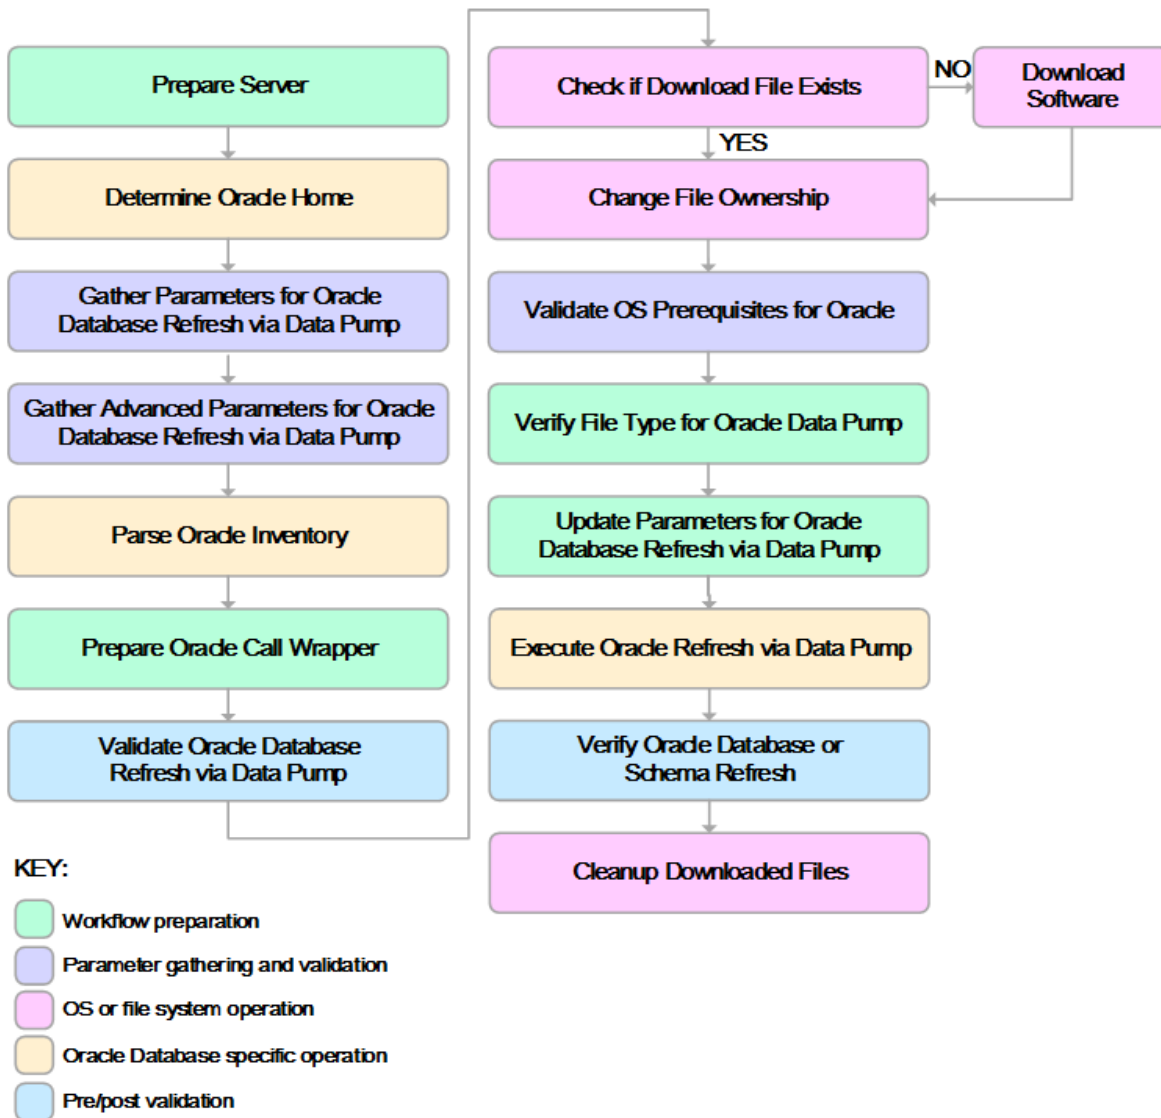 Prepare Server
Determine Oracle Home
Gather Parameters for Oracle
Database Refresh via Data Pump
Gather Advanced Parameters for Oracle
Database Refresh via Data Pump
Parse Oracle Inventory
Prepare Oracle Call Wrapper
Validate Oracle Database
Refresh via Data Pump
Check if Download File Exists
NO
Download
Software
YES
Change File Ownership
Validate OS Prerequisites for Oracle
Verify File Type for Oracle Data Pump
Update Parameters for Oracle
Database Refresh via Data Pump
Execute Oracle Refresh via Data Pump
Verify Oracle Database or
Schema Refresh
Cleanup Downloaded Files
KEY:
Workflow preparation
Parameter gathering and validation
OS or file system operation
Oracle Database specific operation
Pre/post validation